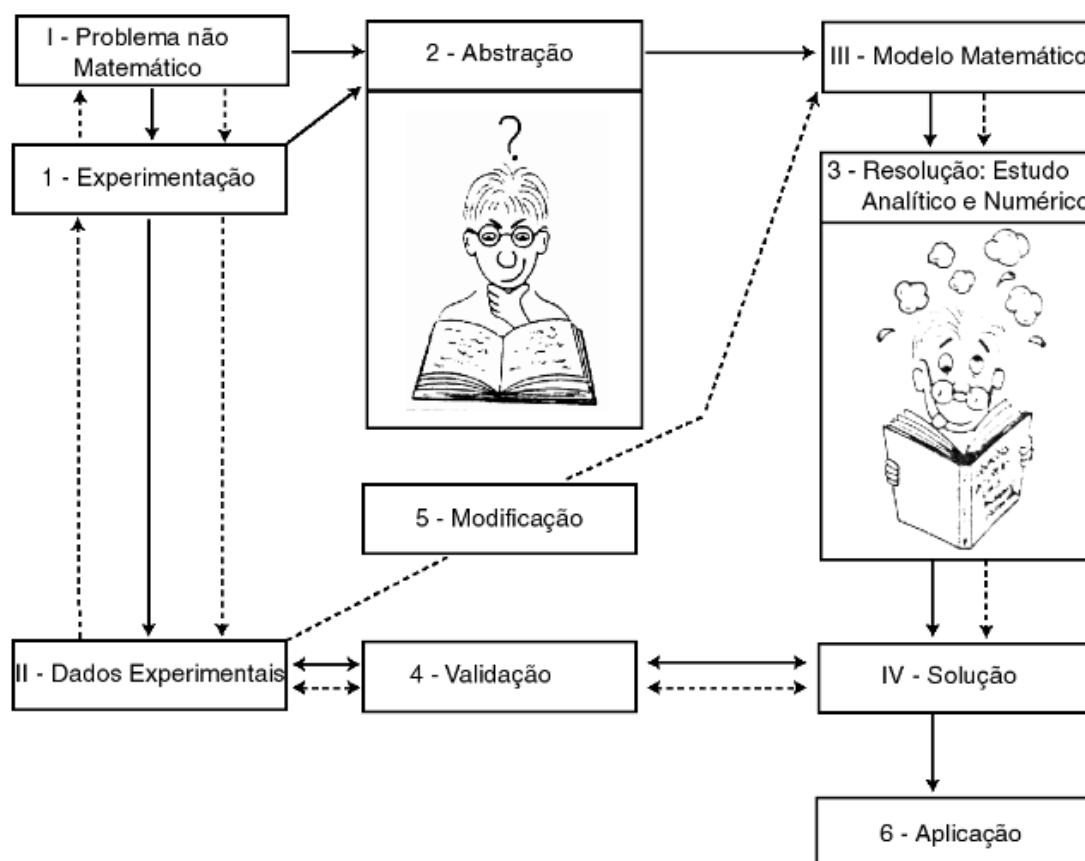 I - Problema não
Matemático
2 - Abstração
III - Modelo Matemático
1 - Experimentação
?
3 - Resolução: Estudo
Analítico e Numérico
5 - Modificação
II - Dados Experimentais
4 - Validação
IV - Solução
6 - Aplicação